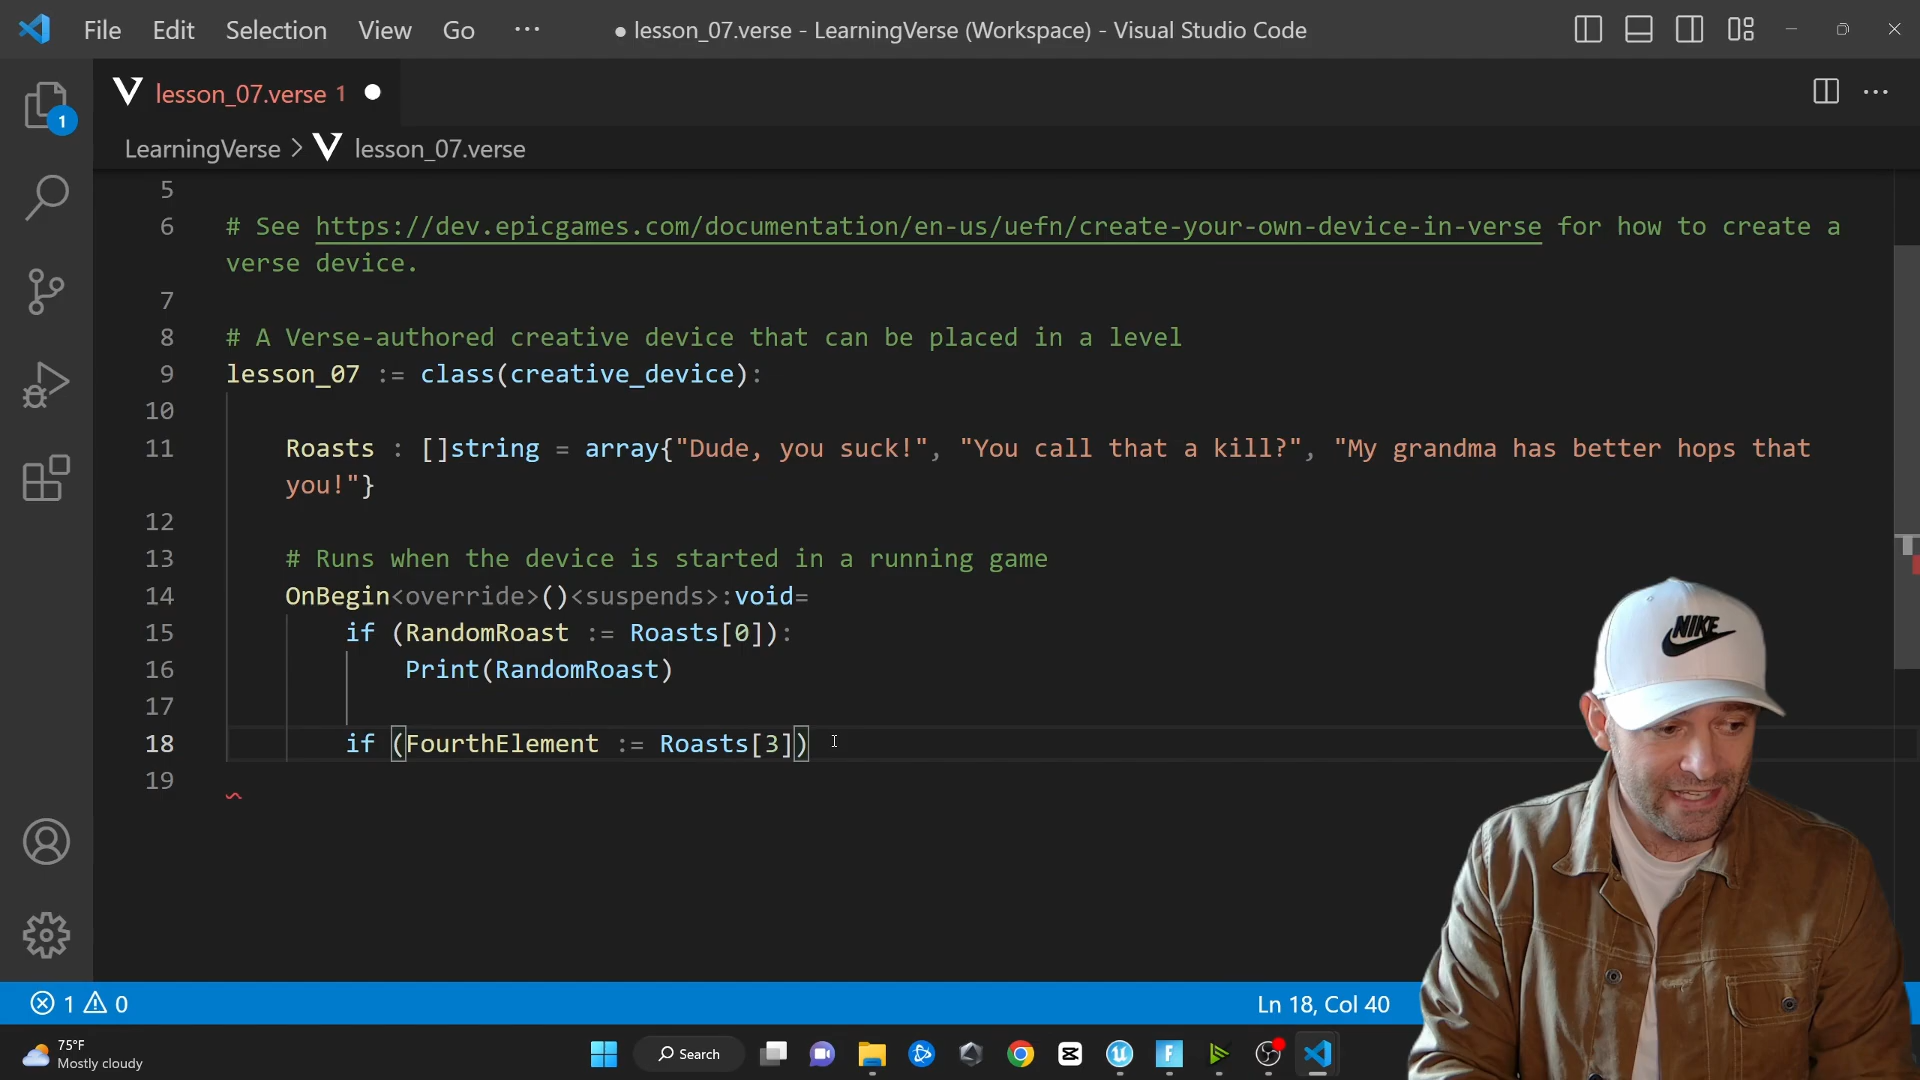 File Edit Selection View Go ··· ● lesson_07.verse - LearningVerse (Workspace) - Visual Studio Code
lesson_07.verse 1 ●
1
LearningVerse > lesson_07.verse
5
6 # See https://dev.epicgames.com/documentation/en-us/uefn/create-your-own-device-in-verse for how to create a
verse device.
7
8 # A Verse-authored creative device that can be placed in a level
9 lesson_07 := class(creative_device):
10
11 Roasts : []string = array{"Dude, you suck!", "You call that a kill?", "My grandma has better hops that
you!"}
12
13 # Runs when the device is started in a running game
14 OnBegin<override>()<suspends>:void=
15 if (RandomRoast := Roasts[0]):
16 Print(RandomRoast)
17
18 if (FourthElement := Roasts[3])
19
NIKE
1 0 Ln 18, Col 40
75°F
Mostly cloudy
Search